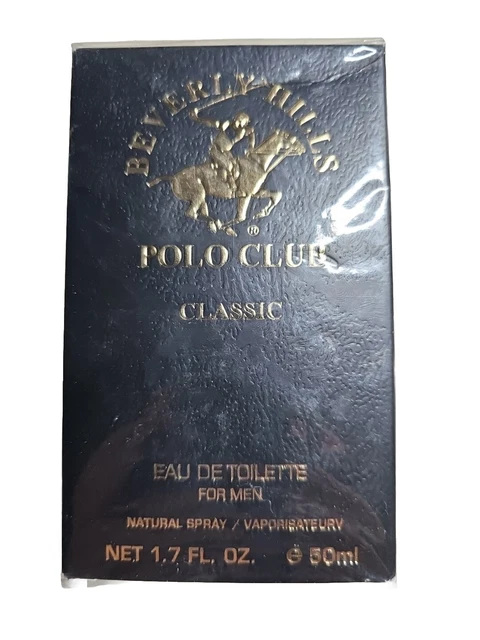 BEVERLY HILLS
®
POLO CLUB
CLASSIC
EAU DE TOILETTE
FOR MEN
NATURAL SPRAY / VAPORISATEURV
NET 1.7 FL. OZ. ℮ 50ml